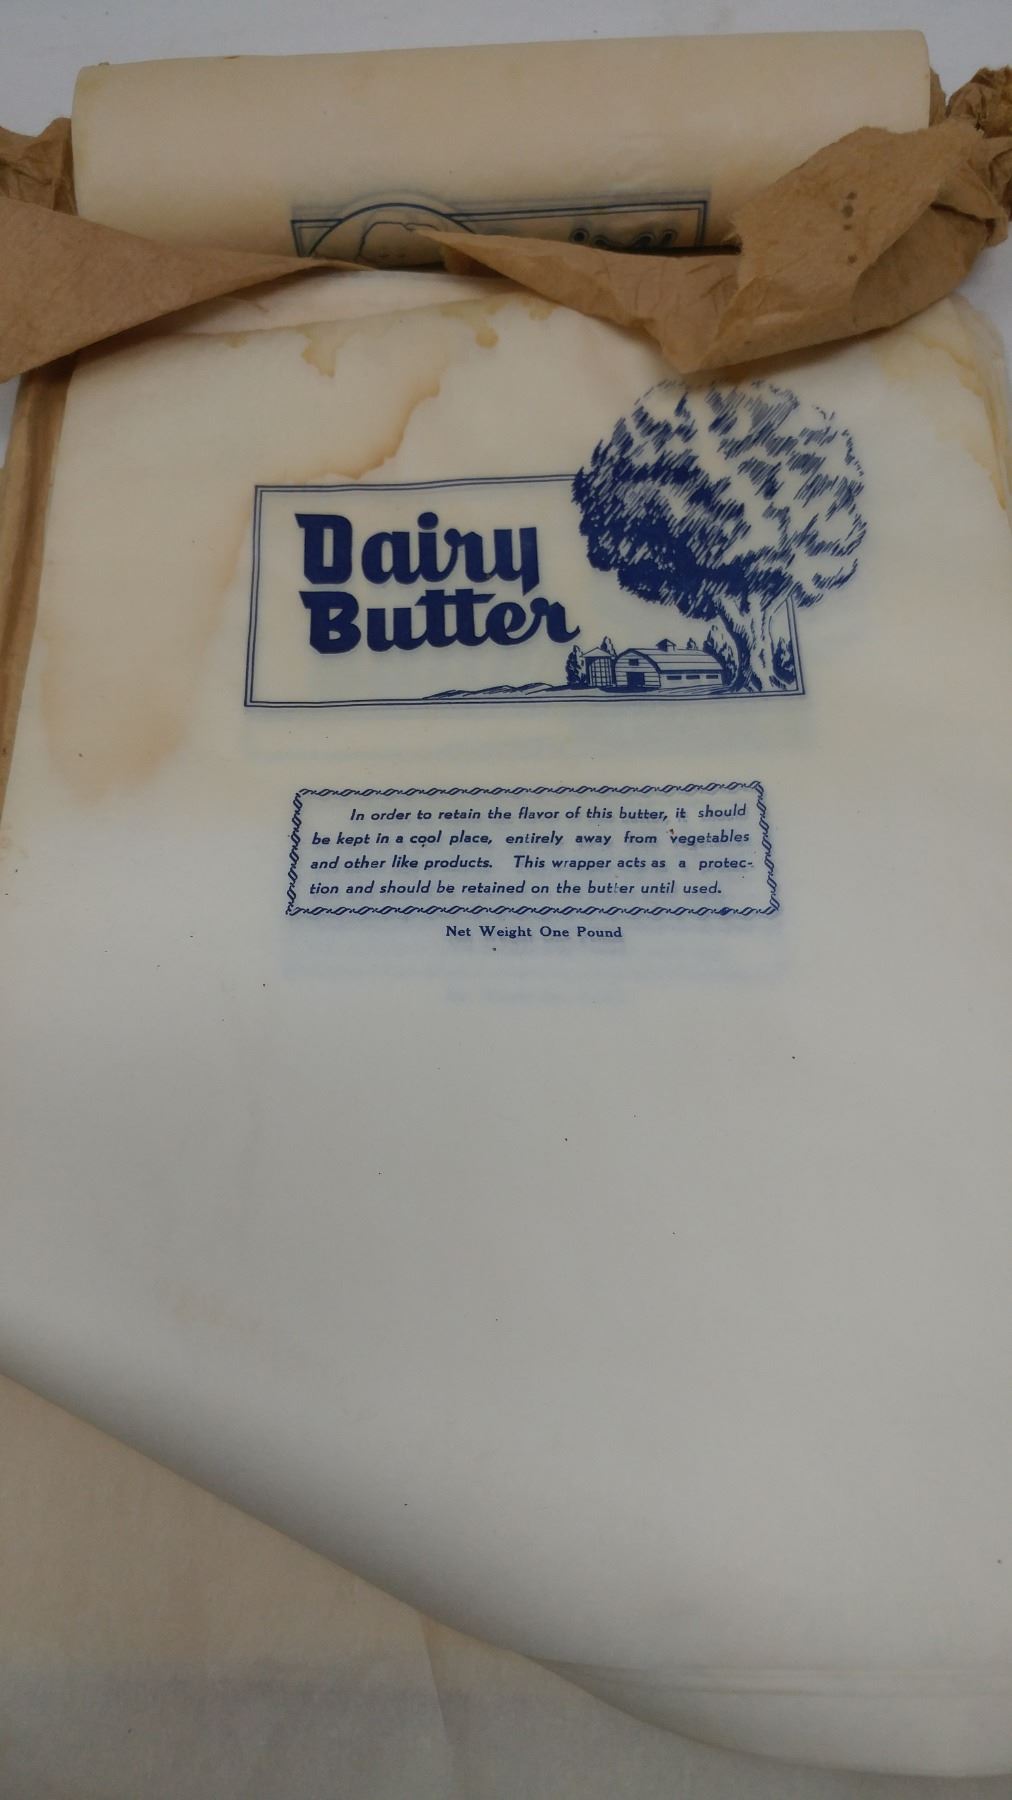 Dairy
Butter
In order to retain the flavor of this butter, it should
be kept in a cool place, entirely away from vegetables
and other like products. This wrapper acts as a protec-
tion and should be retained on the butter until used.
Net Weight One Pound